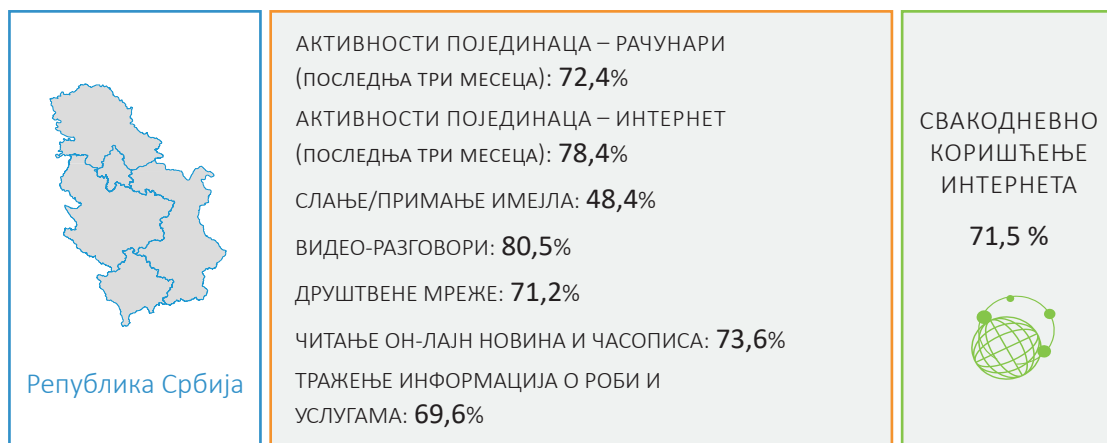 Република Србија
АКТИВНОСТИ ПОЈЕДИНАЦА – РАЧУНАРИ
(ПОСЛЕДЊА ТРИ МЕСЕЦА): 72,4%
АКТИВНОСТИ ПОЈЕДИНАЦА – ИНТЕРНЕТ
(ПОСЛЕДЊА ТРИ МЕСЕЦА): 78,4%
СЛАЊЕ/ПРИМАЊЕ ИМЕЈЛА: 48,4%
ВИДЕО-РАЗГОВОРИ: 80,5%
ДРУШТВЕНЕ МРЕЖЕ: 71,2%
ЧИТАЊЕ ОН-ЛАЈН НОВИНА И ЧАСОПИСА: 73,6%
ТРАЖЕЊЕ ИНФОРМАЦИЈА О РОБИ И
УСЛУГАМА: 69,6%
СВАКОДНЕВНО
КОРИШЋЕЊЕ
ИНТЕРНЕТА
71,5 %